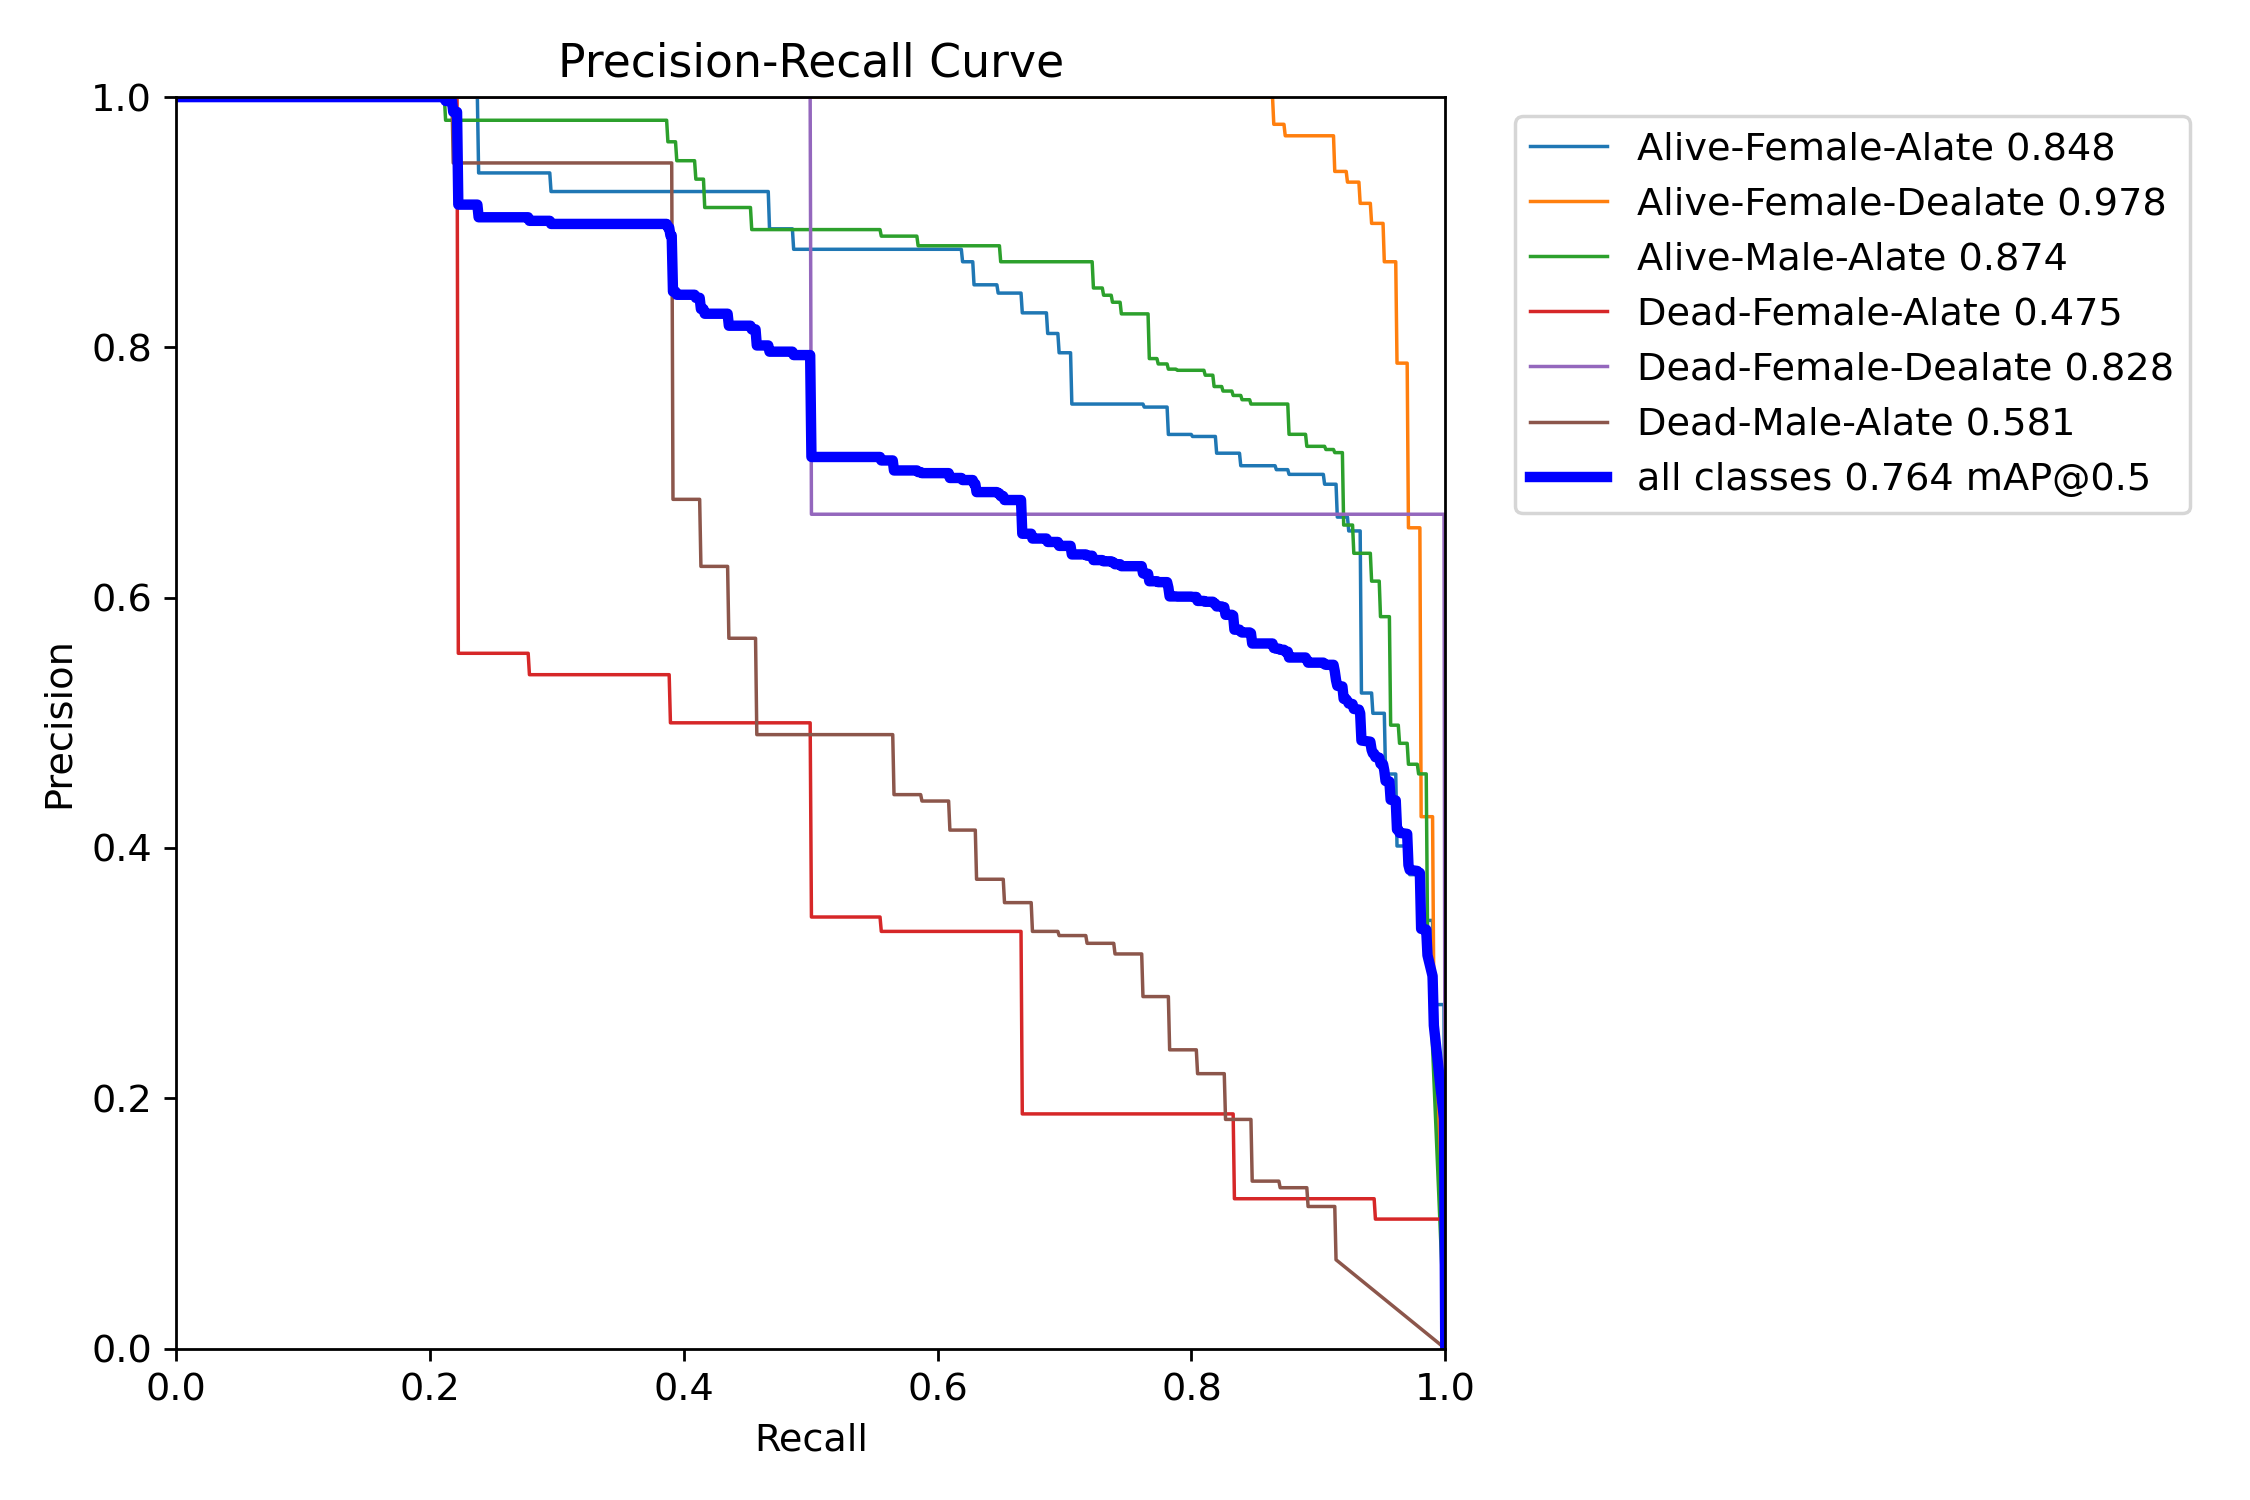 Precision-Recall Curve
1.0
0.8
0.6
0.4
0.2
0.0
Precision
0.0 0.2 0.4 0.6 0.8 1.0
Recall
Alive-Female-Alate 0.848
Alive-Female-Dealate 0.978
Alive-Male-Alate 0.874
Dead-Female-Alate 0.475
Dead-Female-Dealate 0.828
Dead-Male-Alate 0.581
all classes 0.764 mAP@0.5